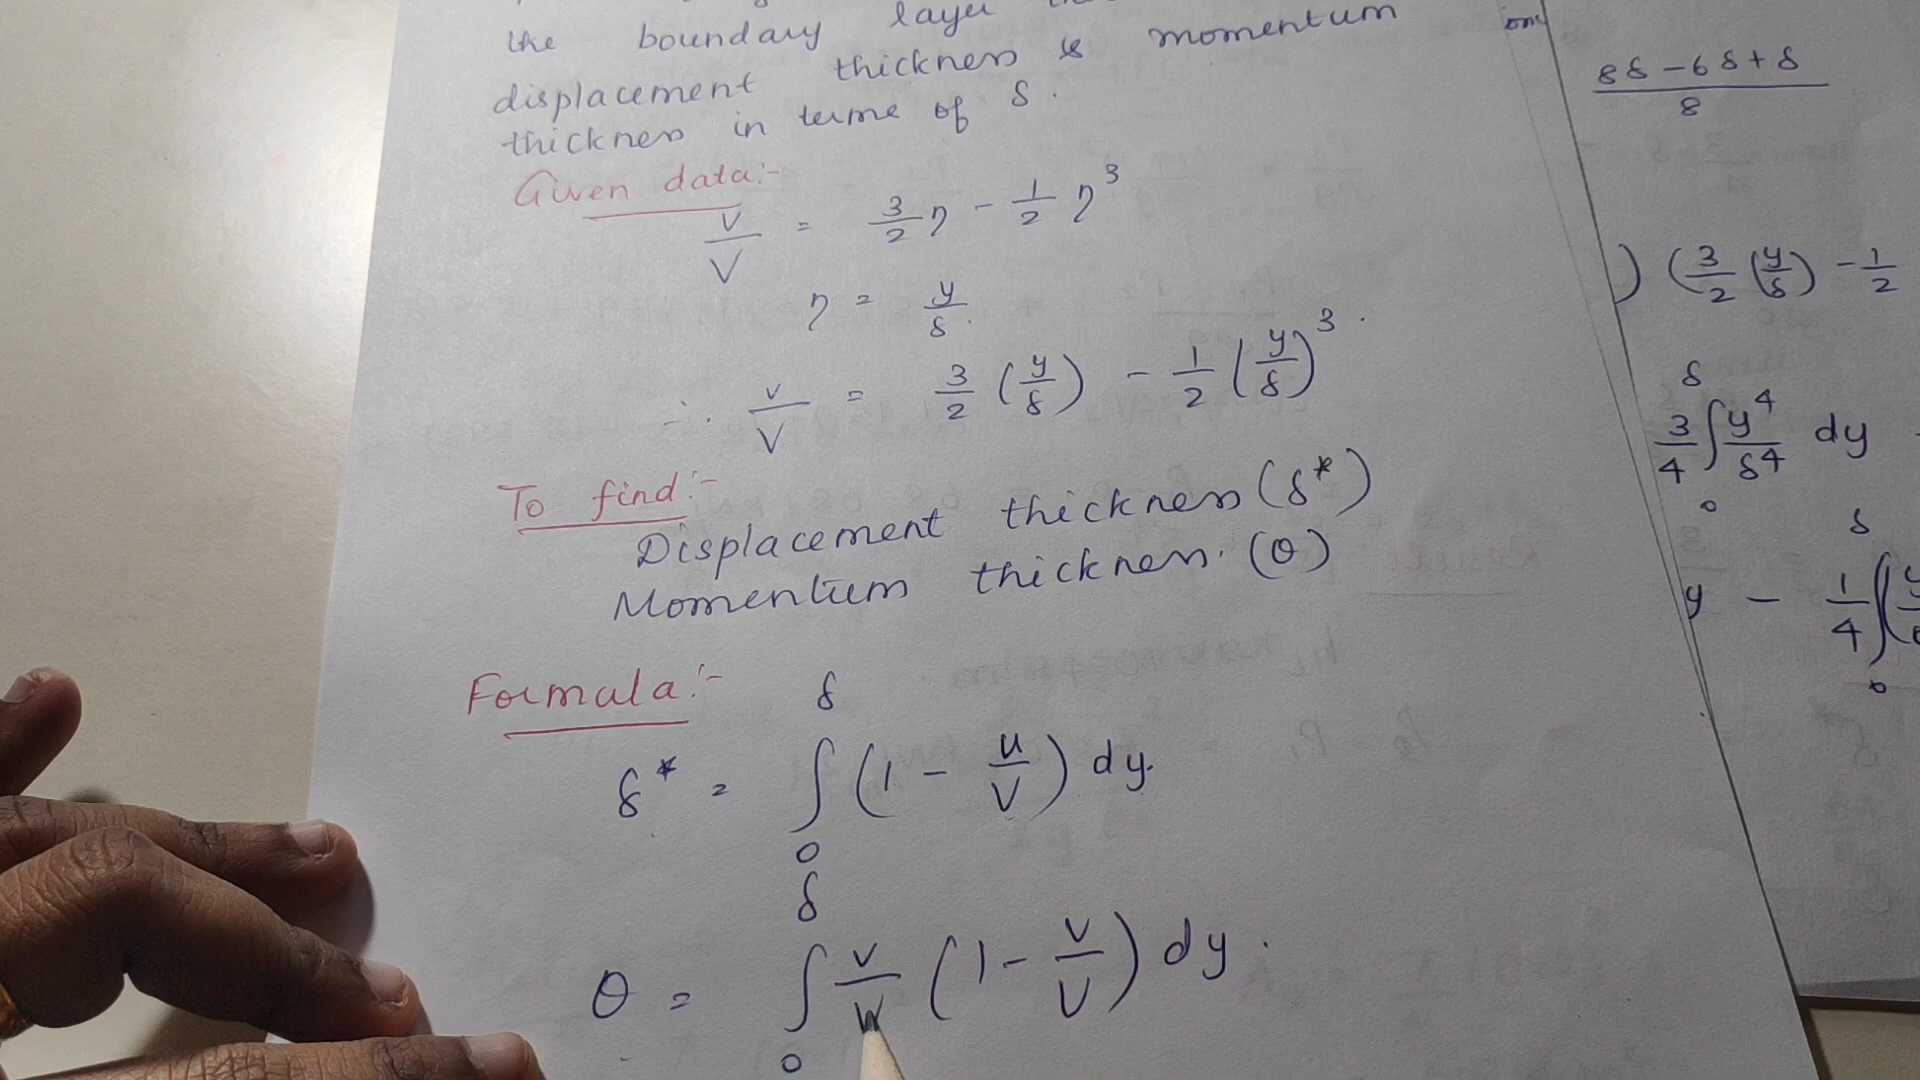 the boundary layer
displacement thickness & momentum
thickness in terms of δ.
Given data:-
v/V = 3/2 η - 1/2 η³
η = y/δ.
∴ v/V = 3/2 (y/δ) - 1/2 (y/δ)³.
To find:-
Displacement thickness (δ*)
Momentum thickness. (θ)
Formula:-
δ* = ∫₀^δ (1 - u/V) dy.
θ = ∫₀^δ v/V (1 - v/V) dy.
8δ - 6δ + δ / 8
) (3/2 (y/δ) - 1/2
3/4 ∫₀^δ y⁴/δ⁴ dy
y - 1/4 ∫₀^δ (